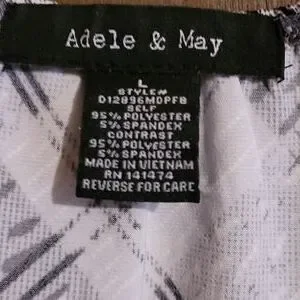 Adele & May
L
STYLE#
D12896MDPFB
SELF
95% POLYESTER
5% SPANDEX
CONTRAST
95% POLYESTER
5% SPANDEX
MADE IN VIETNAM
RN 141474
REVERSE FOR CARE